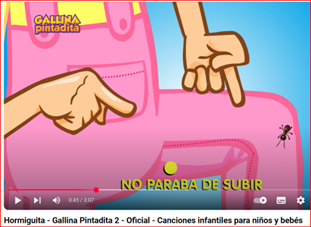 GALLINA
pintadita
NO PARABA DE SUBIR
0:45 / 3:07
Hormiguita - Gallina Pintadita 2 - Oficial - Canciones infantiles para niños y bebés